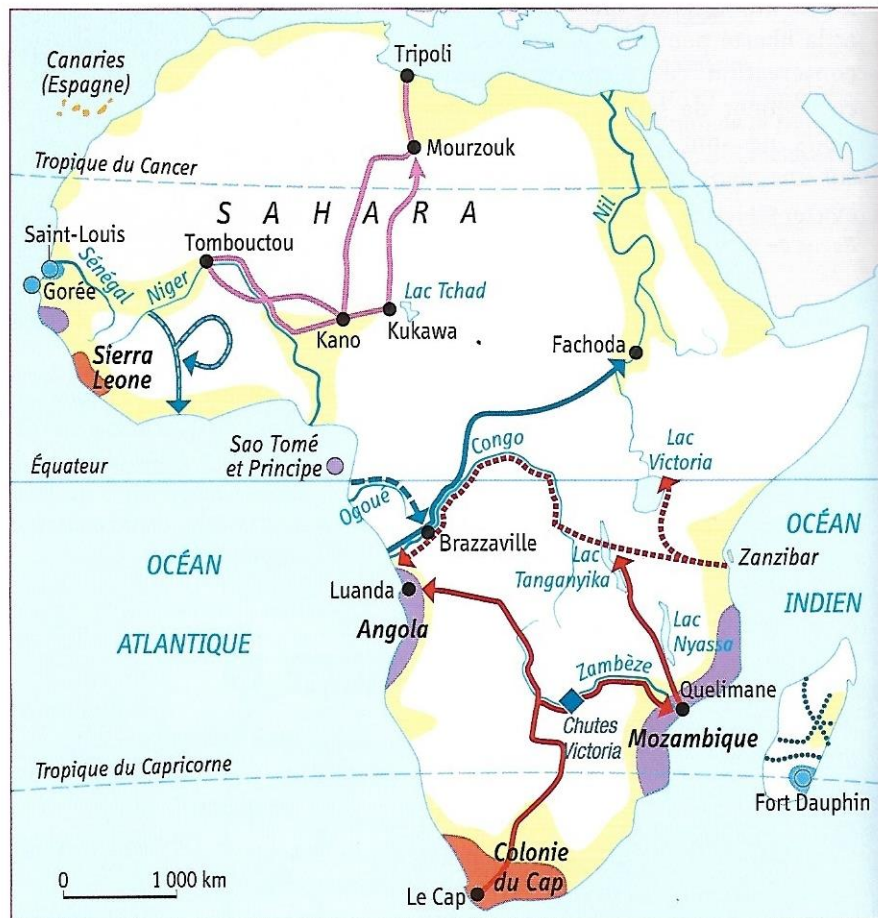 Canaries
(Espagne)
Tripoli
Mourzouk
Tropique du Cancer
SAHARA
Nil
Saint-Louis
Tombouctou
Sénégal
Niger
Gorée
Lac Tchad
Kano
Kukawa
Fachoda
Sierra
Leone
Congo
Lac
Victoria
Sao Tomé
et Principe
Équateur
Ogoué
Brazzaville
OCÉAN
INDIEN
Zanzibar
Lac
Tanganyika
OCÉAN
ATLANTIQUE
Luanda
Angola
Lac
Nyassa
Zambèze
Quelimane
Chutes
Victoria
Mozambique
Tropique du Capricorne
Fort Dauphin
Colonie
du Cap
Le Cap
0 1 000 km